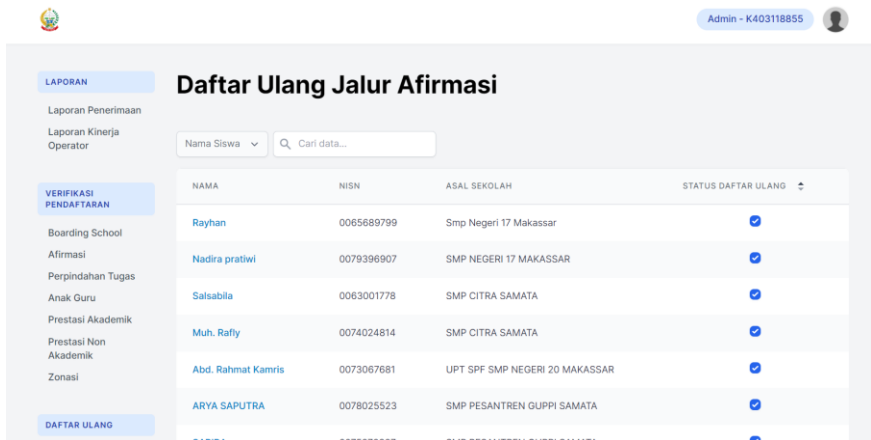 Admin - K403118855
LAPORAN
Laporan Penerimaan
Laporan Kinerja
Operator
VERIFIKASI
PENDAFTARAN
Boarding School
Afirmasi
Perpindahan Tugas
Anak Guru
Prestasi Akademik
Prestasi Non
Akademik
Zonasi
DAFTAR ULANG
Daftar Ulang Jalur Afirmasi
Nama Siswa Cari data...
NAMA NISN ASAL SEKOLAH STATUS DAFTAR ULANG
Rayhan 0065689799 Smp Negeri 17 Makassar
Nadira pratiwi 0079396907 SMP NEGERI 17 MAKASSAR
Salsabila 0063001778 SMP CITRA SAMATA
Muh. Rafly 0074024814 SMP CITRA SAMATA
Abd. Rahmat Kamris 0073067681 UPT SPF SMP NEGERI 20 MAKASSAR
ARYA SAPUTRA 0078025523 SMP PESANTREN GUPPI SAMATA